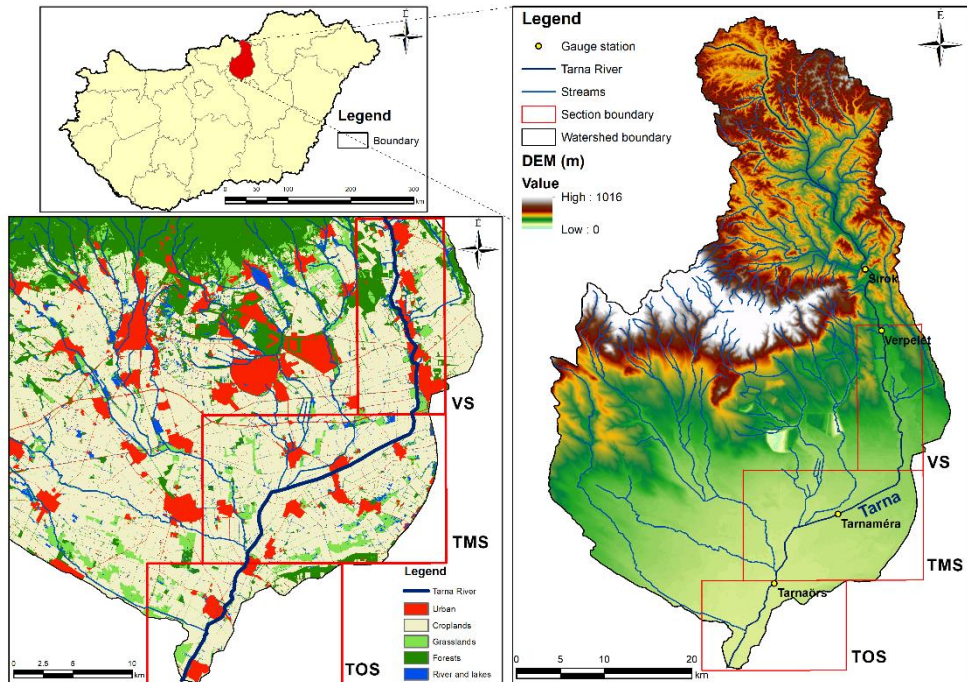 É
Legend
Boundary
0 50 100 200 300
km
É
VS
TMS
TOS
Legend
Tarna River
Urban
Croplands
Grasslands
Forests
River and lakes
0 2.5 5 10
km
Legend
Gauge station
Tarna River
Streams
Section boundary
Watershed boundary
DEM (m)
Value
High : 1016
Low : 0
É
Sirok
Verpelét
VS
Tarna
Tarnaméra
TMS
Tarnaörs
TOS
0 5 10 20
km